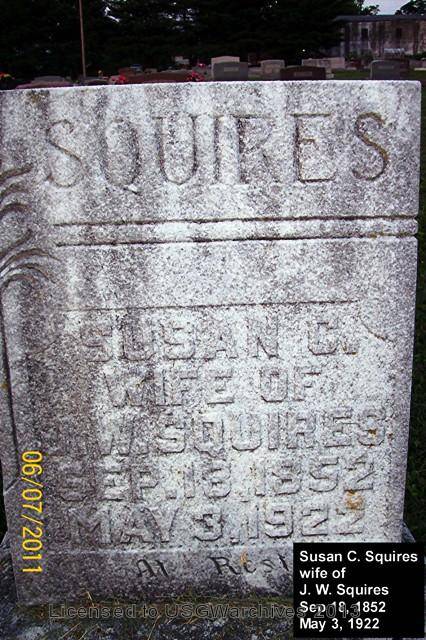 SQUIRES
SUSAN C.
WIFE OF
J.W. SQUIRES
SEP. 18, 1852
MAY 3, 1922
At Rest
06/07/2011
Susan C. Squires
wife of
J. W. Squires
Sep 18, 1852
May 3, 1922
Licensed to USGWarchives 2013